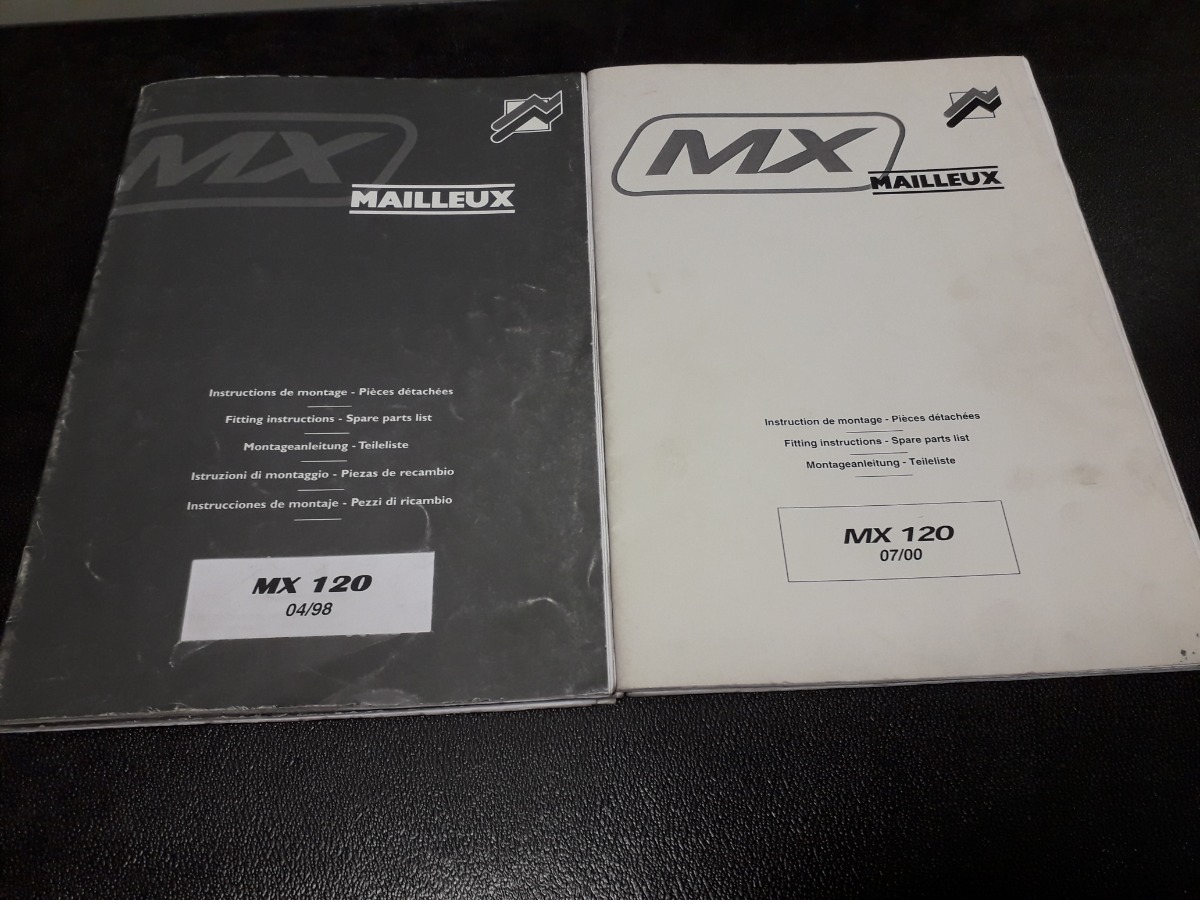 MX
MAILLEUX
Instructions de montage - Pièces détachées
Fitting instructions - Spare parts list
Montageanleitung - Teileliste
Istruzioni di montaggio - Piezas de recambio
Instrucciones de montaje - Pezzi di ricambio
MX 120
04/98
MX
MAILLEUX
Instruction de montage - Pièces détachées
Fitting instructions - Spare parts list
Montageanleitung - Teileliste
MX 120
07/00